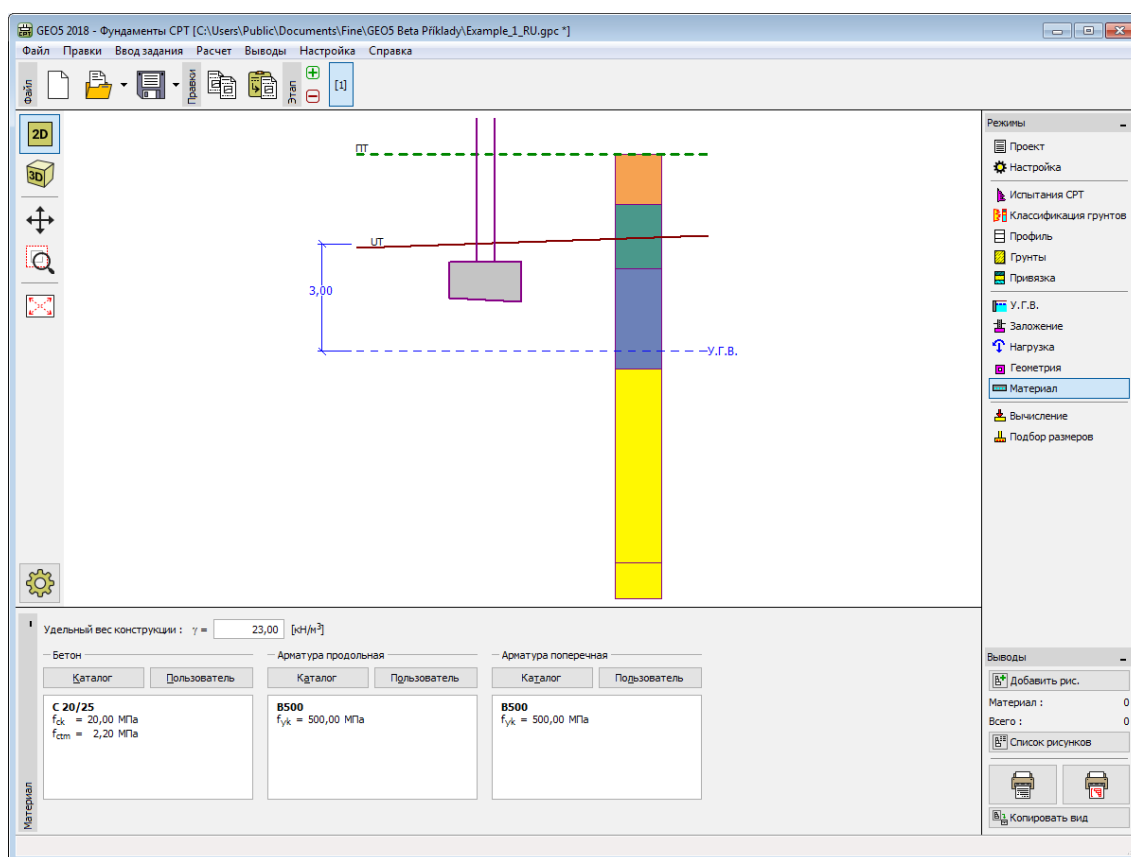 GEO5 2018 - Фундаменты CPT [C:\Users\Public\Documents\Fine\GEO5 Beta Příklady\Example_1_RU.gpc *]
Файл Правки Ввод задания Расчет Выводы Настройка Справка
Файл
Правки
Этап
[1]
2D
3D
ПТ
UT
3,00
У.Г.В.
Режимы
Проект
Настройка
Испытания CPT
Классификация грунтов
Профиль
Грунты
Привязка
У.Г.В.
Заложение
Нагрузка
Геометрия
Материал
Вычисление
Подбор размеров
Материал
Удельный вес конструкции : γ = 23,00 [кН/м³]
Бетон
Каталог Пользователь
C 20/25
fck = 20,00 МПа
fctm = 2,20 МПа
Арматура продольная
Каталог Пользователь
B500
fyk = 500,00 МПа
Арматура поперечная
Каталог Пользователь
B500
fyk = 500,00 МПа
Выводы
Добавить рис.
Материал : 0
Всего : 0
Список рисунков
Копировать вид